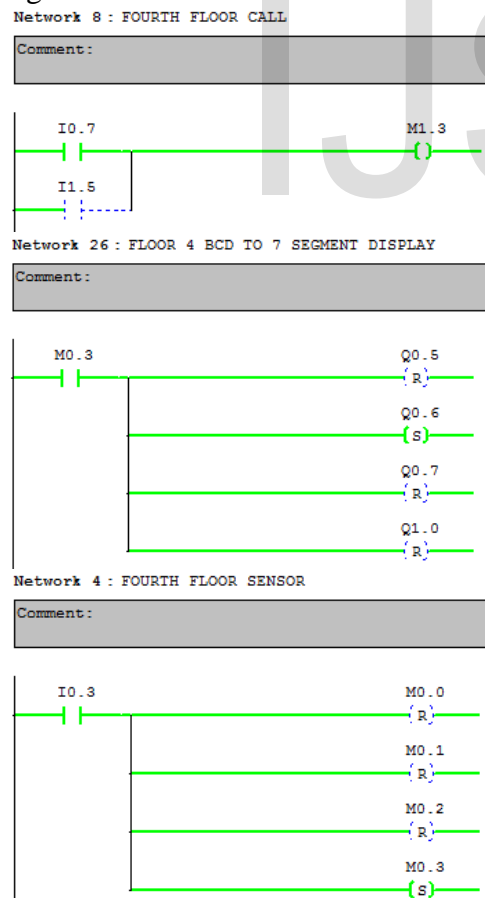 Network 8 : FOURTH FLOOR CALL
Comment:
I0.7 M1.3
I1.5
Network 26 : FLOOR 4 BCD TO 7 SEGMENT DISPLAY
Comment:
M0.3 Q0.5
R
Q0.6
S
Q0.7
R
Q1.0
R
Network 4 : FOURTH FLOOR SENSOR
Comment:
I0.3 M0.0
R
M0.1
R
M0.2
R
M0.3
S